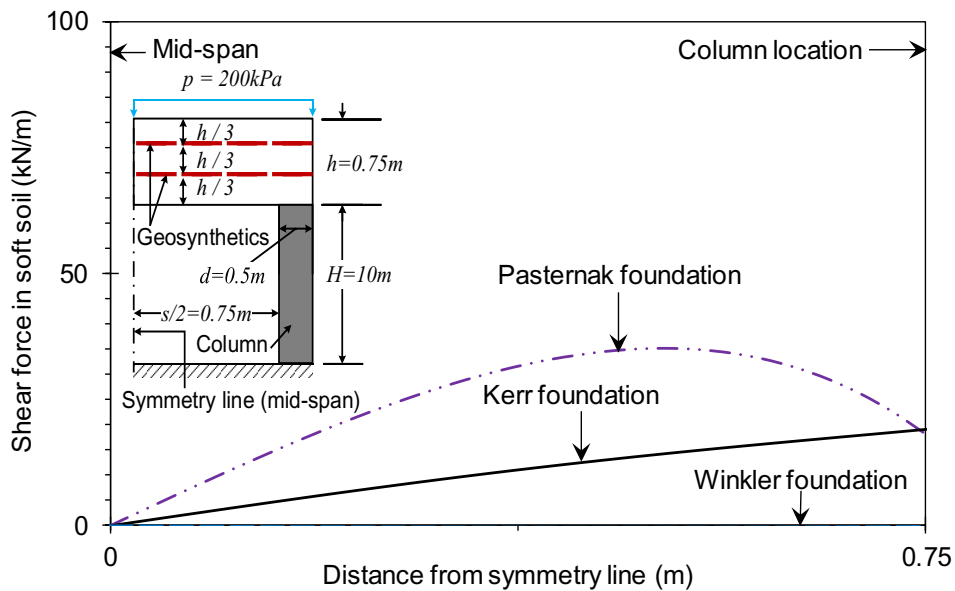 100
Mid-span
Column location
p = 200kPa
h / 3
h / 3
h / 3
h=0.75m
Geosynthetics
d=0.5m
H=10m
s/2=0.75m
Column
Symmetry line (mid-span)
Shear force in soft soil (kN/m)
50
Pasternak foundation
Kerr foundation
Winkler foundation
0
0
0.75
Distance from symmetry line (m)